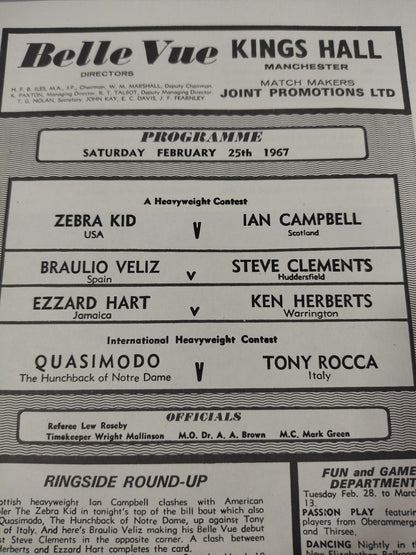 Belle Vue KINGS HALL
MANCHESTER
DIRECTORS
H. F. B. ILES, M.A., J.P., Chairman, W. M. MARSHALL, Deputy Chairman,
K. PAXTON, Managing Director, R. T. TALBOT, Deputy Managing Director
T. G. NOLAN, Secretary, JOHN KAY, E. C. DAVIS, J. F. FEARNLEY.
MATCH MAKERS
JOINT PROMOTIONS LTD
PROGRAMME
SATURDAY FEBRUARY 25th 1967
A Heavyweight Contest
ZEBRA KID V IAN CAMPBELL
USA Scotland
BRAULIO VELIZ v STEVE CLEMENTS
Spain Huddersfield
EZZARD HART v KEN HERBERTS
Jamaica Warrington
International Heavyweight Contest
QUASIMODO V TONY ROCCA
The Hunchback of Notre Dame Italy
OFFICIALS
Referee Lew Roseby
Timekeeper Wright Mallinson M.O. Dr. A. A. Brown M.C. Mark Green
RINGSIDE ROUND-UP
ottish heavyweight Ian Campbell clashes with American
ler The Zebra Kid in tonight's top of the bill bout which also
Quasimodo, The Hunchback of Notre Dame, up against Tony
of Italy. And here's Braulio Veliz making his Belle Vue debut
st Steve Clements in the opposite corner. A clash between
Herberts and Ezzard Hart completes the card.
FUN and GAME
DEPARTMENT
Tuesday Feb. 28. to Marc
13.
PASSION PLAY featurin
players from Oberammerga
and Thirsee.
DANCING Nightly in t